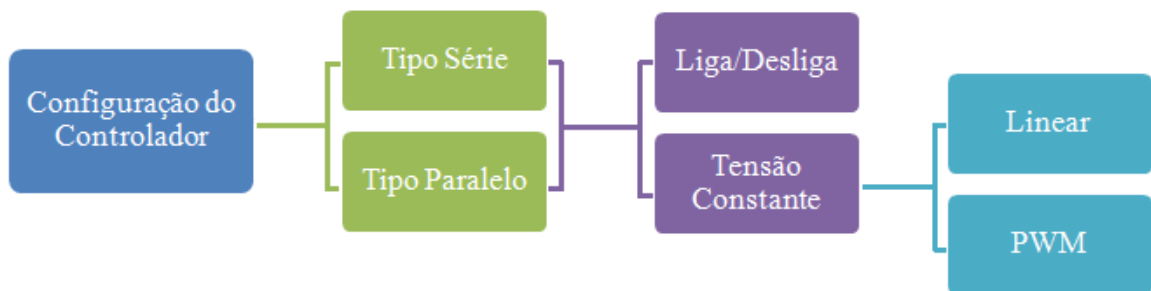 Configuração do
Controlador
Tipo Série
Tipo Paralelo
Liga/Desliga
Tensão
Constante
Linear
PWM